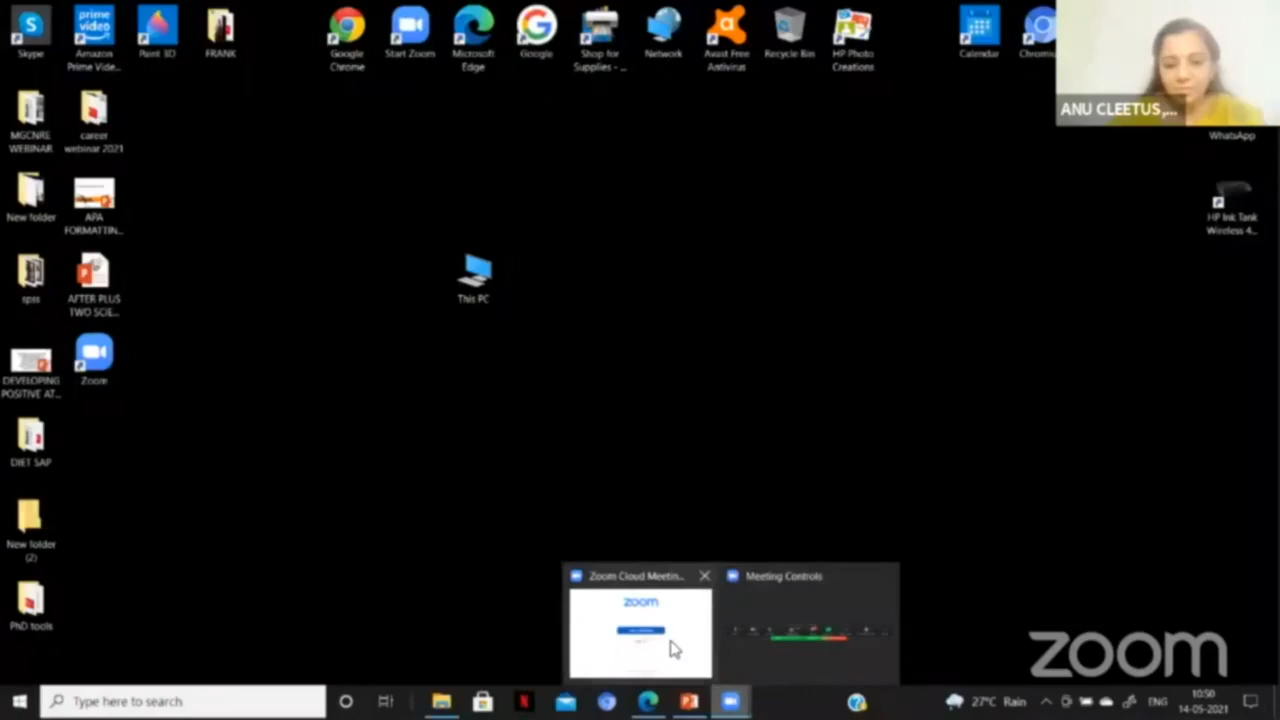 Skype
Amazon
Prime Vide...
Paint 3D
FRANK
Google
Chrome
Start Zoom
Microsoft
Edge
Google
Shop for
Supplies - ...
Network
Avast Free
Antivirus
Recycle Bin
HP Photo
Creations
Calendar
ANU CLEETUS,...
WhatsApp
MGCNRE
WEBINAR
career
webinar 2021
New folder
APA
FORMATTIN...
HP Ink Tank
Wireless 4...
spss
AFTER PLUS
TWO SCIE...
This PC
DEVELOPING
POSITIVE AT...
Zoom
DIET SAP
New folder
(2)
PhD tools
Zoom Cloud Meetin...
Meeting Controls
zoom
zoom
Type here to search
27°C Rain
ENG
10:50
14-05-2021